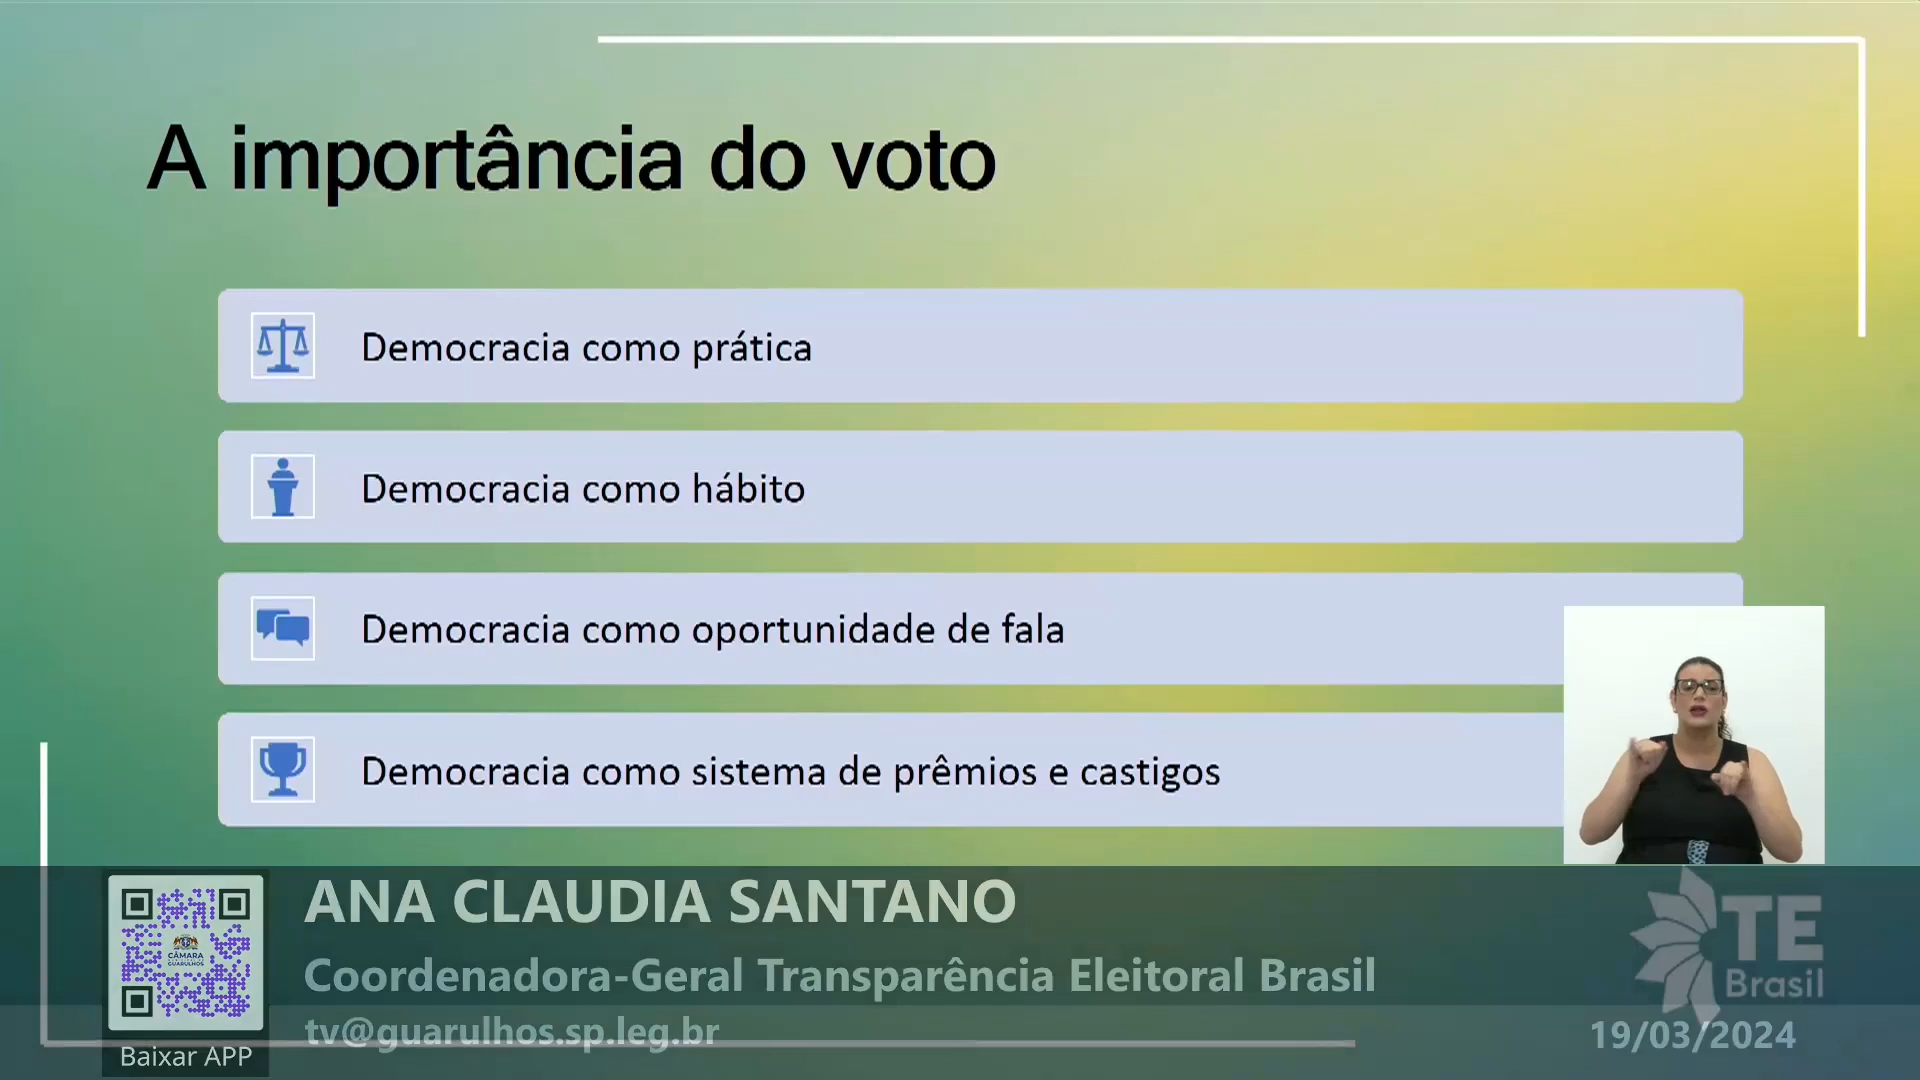 A importância do voto
Democracia como prática
Democracia como hábito
Democracia como oportunidade de fala
Democracia como sistema de prêmios e castigos
ANA CLAUDIA SANTANO
Coordenadora-Geral Transparência Eleitoral Brasil
tv@guarulhos.sp.leg.br
CÂMARA
GUARULHOS
Baixar APP
TE
Brasil
19/03/2024